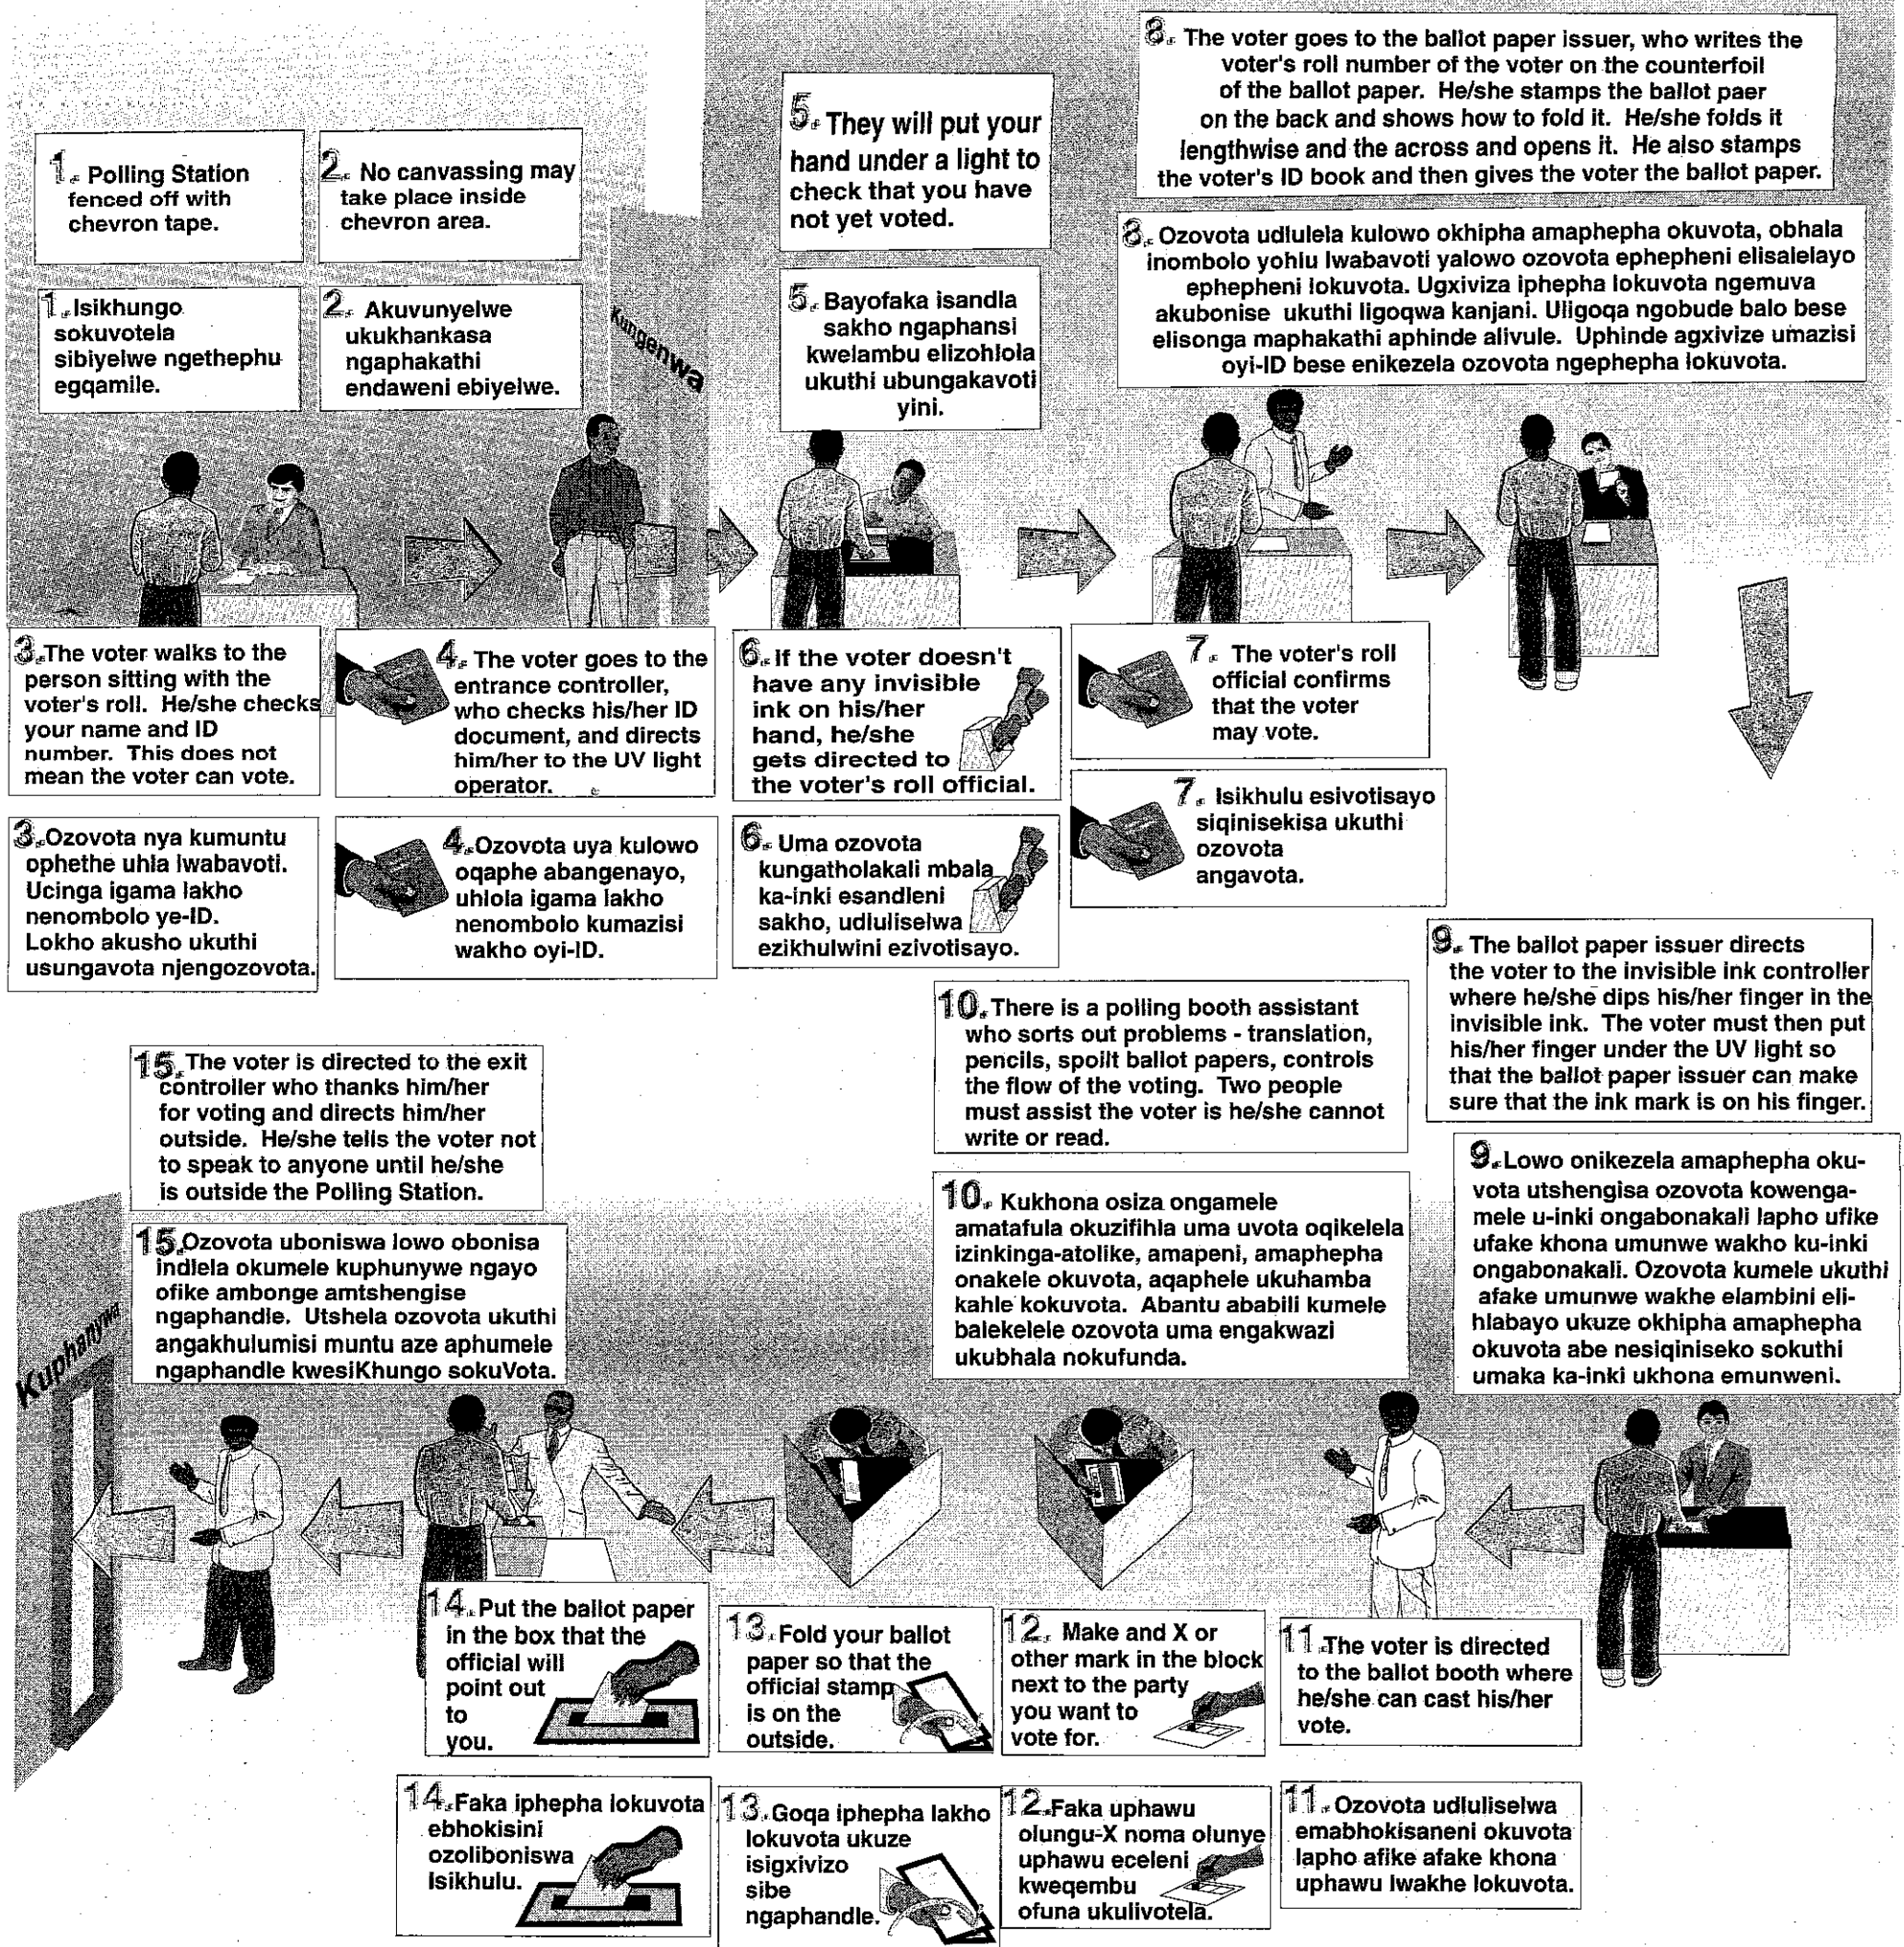 1. Polling Station
fenced off with
chevron tape.
1. Isikhungo
sokuvotela
sibiyelwe ngethephu
egqamile.
2. No canvassing may
take place inside
chevron area.
2. Akuvunyelwe
ukukhankasa
ngaphakathi
endaweni ebiyelwe.
Kungenwa
3. The voter walks to the
person sitting with the
voter's roll. He/she checks
your name and ID
number. This does not
mean the voter can vote.
3. Ozovota nya kumuntu
ophethe uhla lwabavoti.
Ucinga igama lakho
nenombolo ye-ID.
Lokho akusho ukuthi
usungavota njengozovota.
4. The voter goes to the
entrance controller,
who checks his/her ID
document, and directs
him/her to the UV light
operator.
4. Ozovota uya kulowo
oqaphe abangenayo,
uhlola igama lakho
nenombolo kumazisi
wakho oyi-ID.
5. They will put your
hand under a light to
check that you have
not yet voted.
5. Bayofaka isandla
sakho ngaphansi
kwelambu elizohlola
ukuthi ubungakavoti
yini.
6. If the voter doesn't
have any invisible
ink on his/her
hand, he/she
gets directed to
the voter's roll official.
6. Uma ozovota
kungatholakali mbala
ka-inki esandleni
sakho, udluliselwa
ezikhulwini ezivotisayo.
7. The voter's roll
official confirms
that the voter
may vote.
7. Isikhulu esivotisayo
siqinisekisa ukuthi
ozovota
angavota.
8. The voter goes to the ballot paper issuer, who writes the
voter's roll number of the voter on the counterfoil
of the ballot paper. He/she stamps the ballot paer
on the back and shows how to fold it. He/she folds it
lengthwise and the across and opens it. He also stamps
the voter's ID book and then gives the voter the ballot paper.
8. Ozovota udlulela kulowo okhipha amaphepha okuvota, obhala
inombolo yohlu lwabavoti yalowo ozovota ephepheni elisalelayo
ephepheni lokuvota. Ugxiviza iphepha lokuvota ngemuva
akubonise ukuthi ligoqwa kanjani. Uligoqa ngobude balo bese
elisonga maphakathi aphinde alivule. Uphinde agxivize umazisi
oyi-ID bese enikezela ozovota ngephepha lokuvota.
9. The ballot paper issuer directs
the voter to the invisible ink controller
where he/she dips his/her finger in the
invisible ink. The voter must then put
his/her finger under the UV light so
that the ballot paper issuer can make
sure that the ink mark is on his finger.
9. Lowo onikezela amaphepha oku-
vota utshengisa ozovota kowenga-
mele u-inki ongabonakali lapho ufike
ufake khona umunwe wakho ku-inki
ongabonakali. Ozovota kumele ukuthi
afake umunwe wakhe elambini eli-
hlabayo ukuze okhipha amaphepha
okuvota abe nesiqiniseko sokuthi
umaka ka-inki ukhona emunweni.
10. There is a polling booth assistant
who sorts out problems - translation,
pencils, spoilt ballot papers, controls
the flow of the voting. Two people
must assist the voter is he/she cannot
write or read.
10. Kukhona osiza ongamele
amatafula okuzifihla uma uvota oqikelela
izinkinga-atolike, amapeni, amaphepha
onakele okuvota, aqaphele ukuhamba
kahle kokuvota. Abantu ababili kumele
balekelele ozovota uma engakwazi
ukubhala nokufunda.
11. The voter is directed
to the ballot booth where
he/she can cast his/her
vote.
11. Ozovota udluliselwa
emabhokisaneni okuvota
lapho afike afake khona
uphawu lwakhe lokuvota.
12. Make and X or
other mark in the block
next to the party
you want to
vote for.
12. Faka uphawu
olungu-X noma olunye
uphawu eceleni
kweqembu
ofuna ukulivotela.
13. Fold your ballot
paper so that the
official stamp
is on the
outside.
13. Goqa iphepha lakho
lokuvota ukuze
isigxivizo
sibe
ngaphandle.
14. Put the ballot paper
in the box that the
official will
point out
to
you.
14. Faka iphepha lokuvota
ebhokisini
ozoliboniswa
Isikhulu.
15. The voter is directed to the exit
controller who thanks him/her
for voting and directs him/her
outside. He/she tells the voter not
to speak to anyone until he/she
is outside the Polling Station.
15. Ozovota uboniswa lowo obonisa
indlela okumele kuphunywe ngayo
ofike ambonge amtshengise
ngaphandle. Utshela ozovota ukuthi
angakhulumisi muntu aze aphumele
ngaphandle kwesiKhungo sokuVota.
Kuphanywa